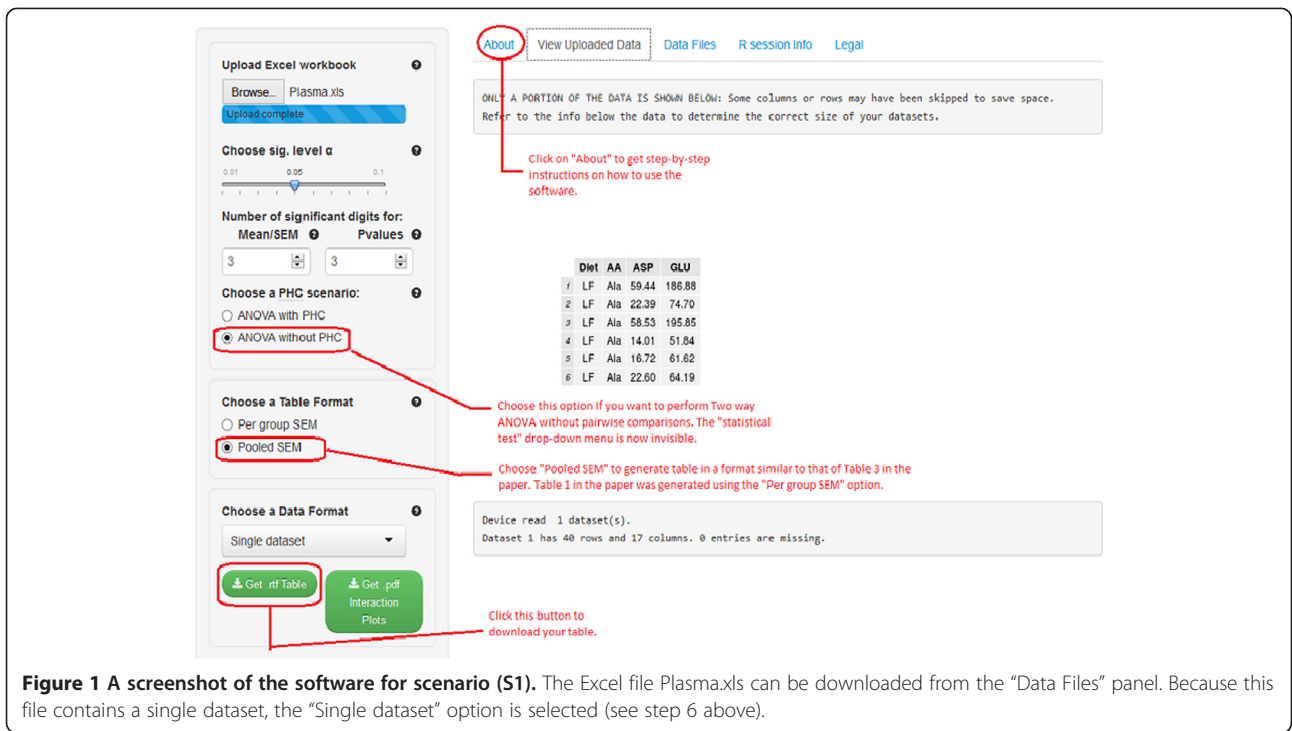 Upload Excel workbook
Browse... Plasma.xls
Upload complete
Choose sig. level α
0.01 0.05 0.1
Number of significant digits for:
Mean/SEM Pvalues
3 3
Choose a PHC scenario:
ANOVA with PHC
ANOVA without PHC
Choose a Table Format
Per group SEM
Pooled SEM
Choose a Data Format
Single dataset
Get .rtf Table
Get .pdf
Interaction
Plots
About View Uploaded Data Data Files R session Info Legal
ONLY A PORTION OF THE DATA IS SHOWN BELOW: Some columns or rows may have been skipped to save space.
Refer to the info below the data to determine the correct size of your datasets.
Click on "About" to get step-by-step
instructions on how to use the
software.
Diet AA ASP GLU
1 LF Ala 59.44 186.88
2 LF Ala 22.39 74.70
3 LF Ala 58.53 195.85
4 LF Ala 14.01 51.84
5 LF Ala 16.72 61.62
6 LF Ala 22.60 64.19
Choose this option If you want to perform Two way
ANOVA without pairwise comparisons. The "statistical
test" drop-down menu is now invisible.
Choose "Pooled SEM" to generate table in a format similar to that of Table 3 in the
paper. Table 1 in the paper was generated using the "Per group SEM" option.
Device read 1 dataset(s).
Dataset 1 has 40 rows and 17 columns. 0 entries are missing.
Click this button to
download your table.
Figure 1 A screenshot of the software for scenario (S1). The Excel file Plasma.xls can be downloaded from the "Data Files" panel. Because this
file contains a single dataset, the "Single dataset" option is selected (see step 6 above).